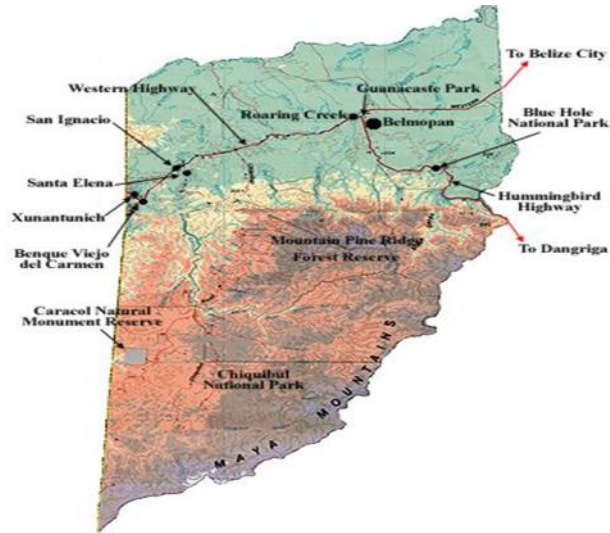 To Belize City
Guanacaste Park
Western Highway
Roaring Creek
Belmopan
Blue Hole
National Park
San Ignacio
Santa Elena
Xunantunich
Hummingbird
Highway
Benque Viejo
del Carmen
Mountain Pine Ridge
Forest Reserve
To Dangriga
Caracol Natural
Monument Reserve
Chiquibul
National Park
MAYA MOUNTAINS